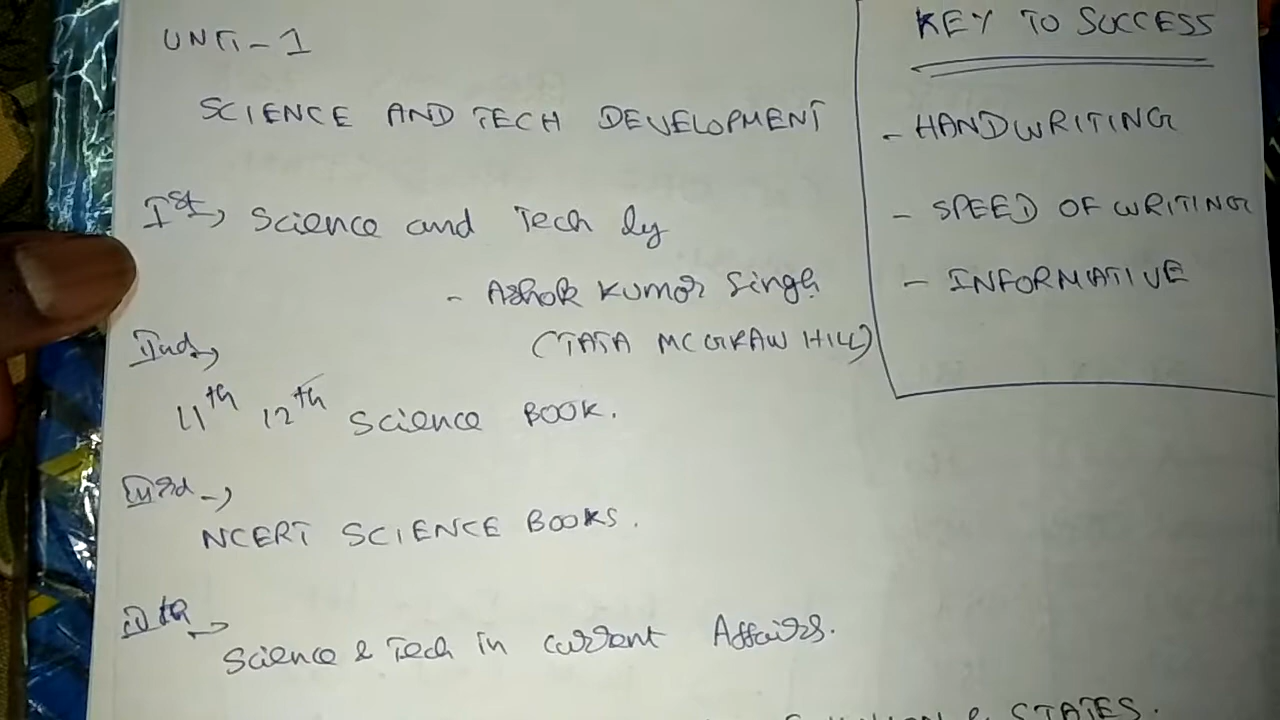 UNIT-1
SCIENCE AND TECH DEVELOPMENT
Ist, Science and Tech by
- Ashok Kumar Singh
(TATA MCGRAW HILL)
IInd,
11th 12th Science BOOK.
IIIrd -,
NCERT SCIENCE BOOKS.
IVth
Science & Tech in current Affairs.
& STATES.
KEY TO SUCCESS
- HANDWRITING
- SPEED OF WRITING
- INFORMATIVE